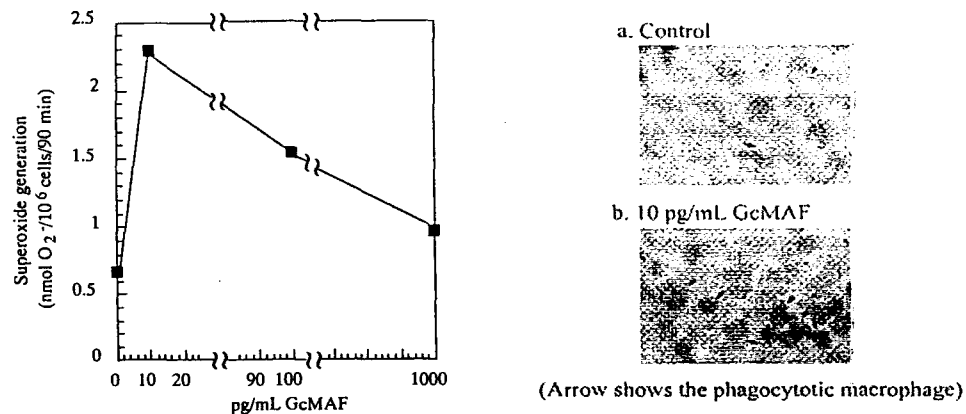 2.5
2
1.5
1
0.5
0
Superoxide generation
(nmol O2-/10^6 cells/90 min)
0 10 20 90 100 1000
pg/mL GcMAF
a. Control
b. 10 pg/mL GcMAF
(Arrow shows the phagocytotic macrophage)